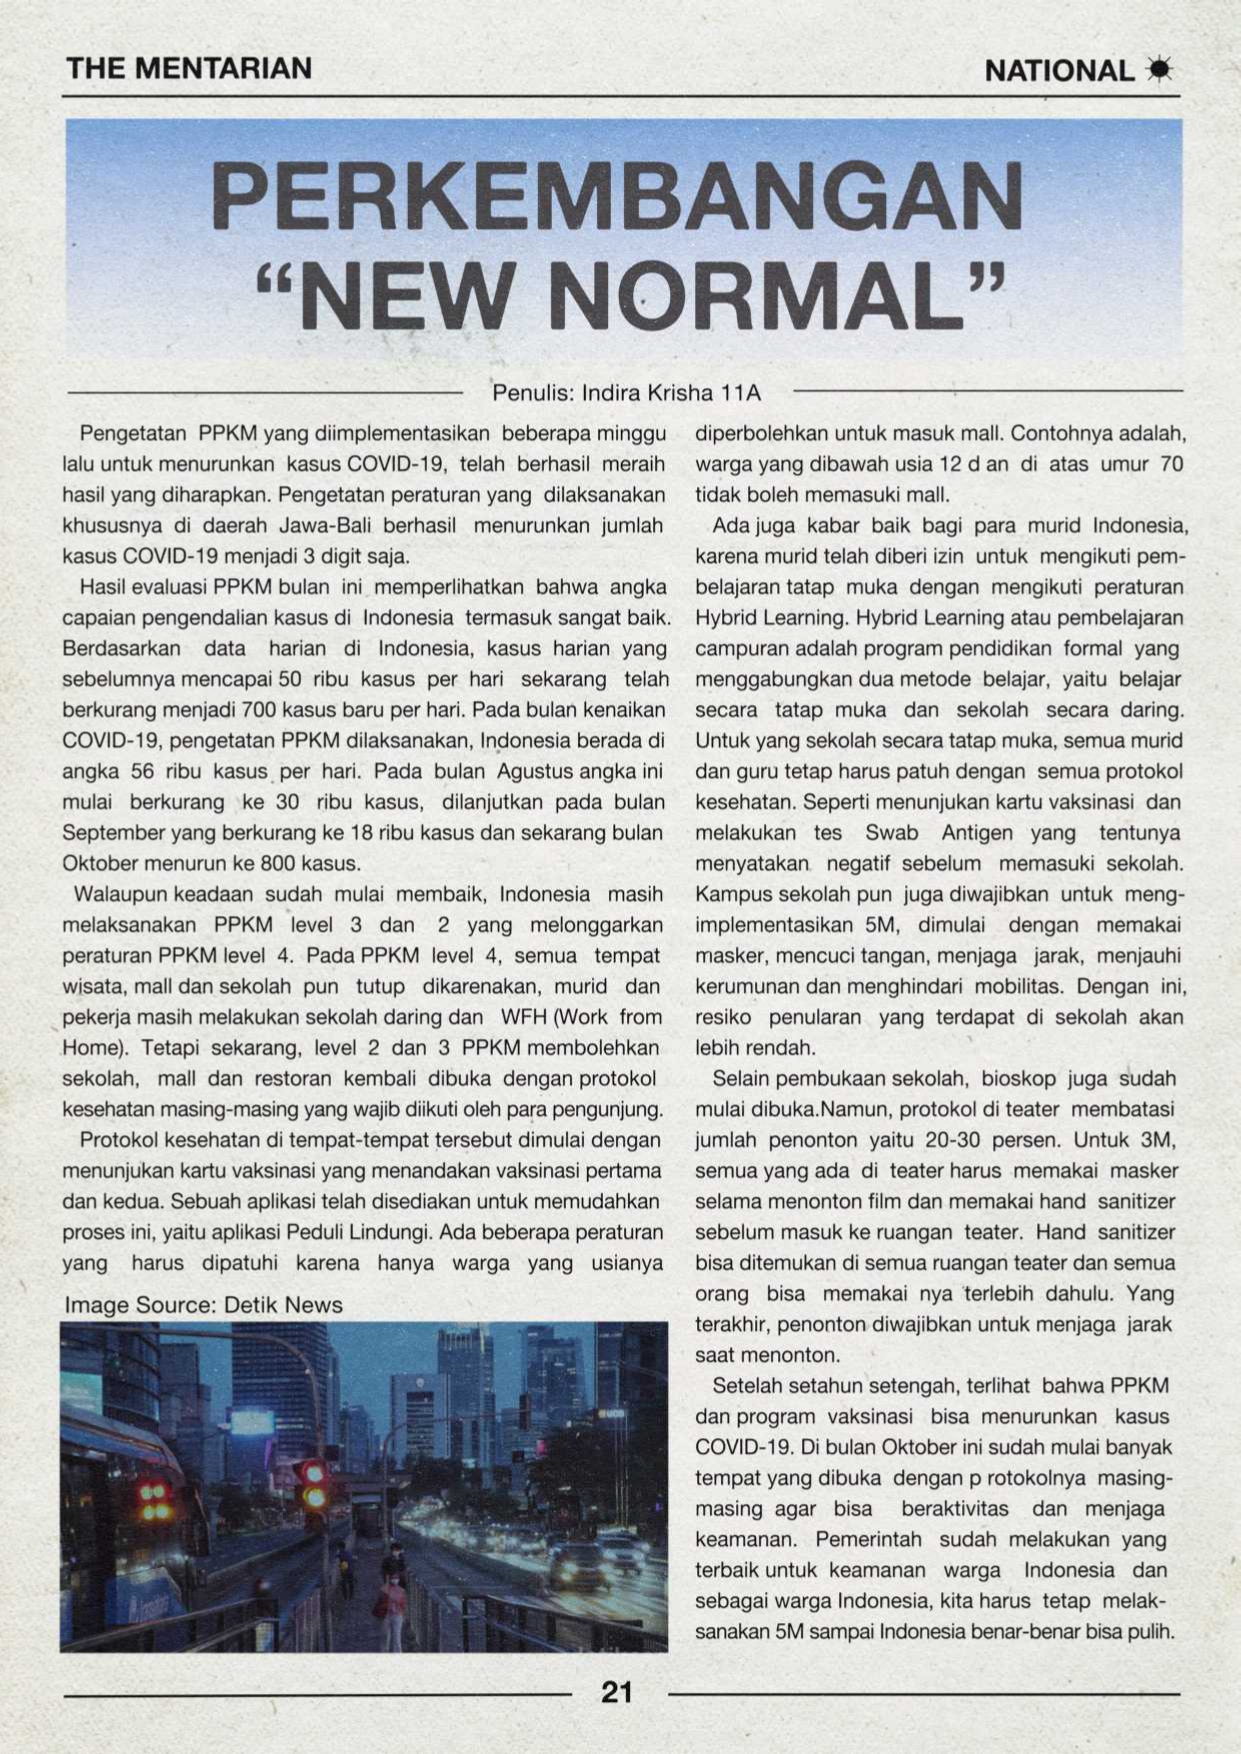 THE MENTARIAN
NATIONAL
PERKEMBANGAN
“NEW NORMAL”
Penulis: Indira Krisha 11A
Pengetatan PPKM yang diimplementasikan beberapa minggu
lalu untuk menurunkan kasus COVID-19, telah berhasil meraih
hasil yang diharapkan. Pengetatan peraturan yang dilaksanakan
khususnya di daerah Jawa-Bali berhasil menurunkan jumlah
kasus COVID-19 menjadi 3 digit saja.
Hasil evaluasi PPKM bulan ini memperlihatkan bahwa angka
capaian pengendalian kasus di Indonesia termasuk sangat baik.
Berdasarkan data harian di Indonesia, kasus harian yang
sebelumnya mencapai 50 ribu kasus per hari sekarang telah
berkurang menjadi 700 kasus baru per hari. Pada bulan kenaikan
COVID-19, pengetatan PPKM dilaksanakan, Indonesia berada di
angka 56 ribu kasus per hari. Pada bulan Agustus angka ini
mulai berkurang ke 30 ribu kasus, dilanjutkan pada bulan
September yang berkurang ke 18 ribu kasus dan sekarang bulan
Oktober menurun ke 800 kasus.
Walaupun keadaan sudah mulai membaik, Indonesia masih
melaksanakan PPKM level 3 dan 2 yang melonggarkan
peraturan PPKM level 4. Pada PPKM level 4, semua tempat
wisata, mall dan sekolah pun tutup dikarenakan, murid dan
pekerja masih melakukan sekolah daring dan WFH (Work from
Home). Tetapi sekarang, level 2 dan 3 PPKM membolehkan
sekolah, mall dan restoran kembali dibuka dengan protokol
kesehatan masing-masing yang wajib diikuti oleh para pengunjung.
Protokol kesehatan di tempat-tempat tersebut dimulai dengan
menunjukan kartu vaksinasi yang menandakan vaksinasi pertama
dan kedua. Sebuah aplikasi telah disediakan untuk memudahkan
proses ini, yaitu aplikasi Peduli Lindungi. Ada beberapa peraturan
yang harus dipatuhi karena hanya warga yang usianya
Image Source: Detik News
diperbolehkan untuk masuk mall. Contohnya adalah,
warga yang dibawah usia 12 d an di atas umur 70
tidak boleh memasuki mall.
Ada juga kabar baik bagi para murid Indonesia,
karena murid telah diberi izin untuk mengikuti pem-
belajaran tatap muka dengan mengikuti peraturan
Hybrid Learning. Hybrid Learning atau pembelajaran
campuran adalah program pendidikan formal yang
menggabungkan dua metode belajar, yaitu belajar
secara tatap muka dan sekolah secara daring.
Untuk yang sekolah secara tatap muka, semua murid
dan guru tetap harus patuh dengan semua protokol
kesehatan. Seperti menunjukan kartu vaksinasi dan
melakukan tes Swab Antigen yang tentunya
menyatakan negatif sebelum memasuki sekolah.
Kampus sekolah pun juga diwajibkan untuk meng-
implementasikan 5M, dimulai dengan memakai
masker, mencuci tangan, menjaga jarak, menjauhi
kerumunan dan menghindari mobilitas. Dengan ini,
resiko penularan yang terdapat di sekolah akan
lebih rendah.
Selain pembukaan sekolah, bioskop juga sudah
mulai dibuka.Namun, protokol di teater membatasi
jumlah penonton yaitu 20-30 persen. Untuk 3M,
semua yang ada di teater harus memakai masker
selama menonton film dan memakai hand sanitizer
sebelum masuk ke ruangan teater. Hand sanitizer
bisa ditemukan di semua ruangan teater dan semua
orang bisa memakai nya terlebih dahulu. Yang
terakhir, penonton diwajibkan untuk menjaga jarak
saat menonton.
Setelah setahun setengah, terlihat bahwa PPKM
dan program vaksinasi bisa menurunkan kasus
COVID-19. Di bulan Oktober ini sudah mulai banyak
tempat yang dibuka dengan p rotokolnya masing-
masing agar bisa beraktivitas dan menjaga
keamanan. Pemerintah sudah melakukan yang
terbaik untuk keamanan warga Indonesia dan
sebagai warga Indonesia, kita harus tetap melak-
sanakan 5M sampai Indonesia benar-benar bisa pulih.
21